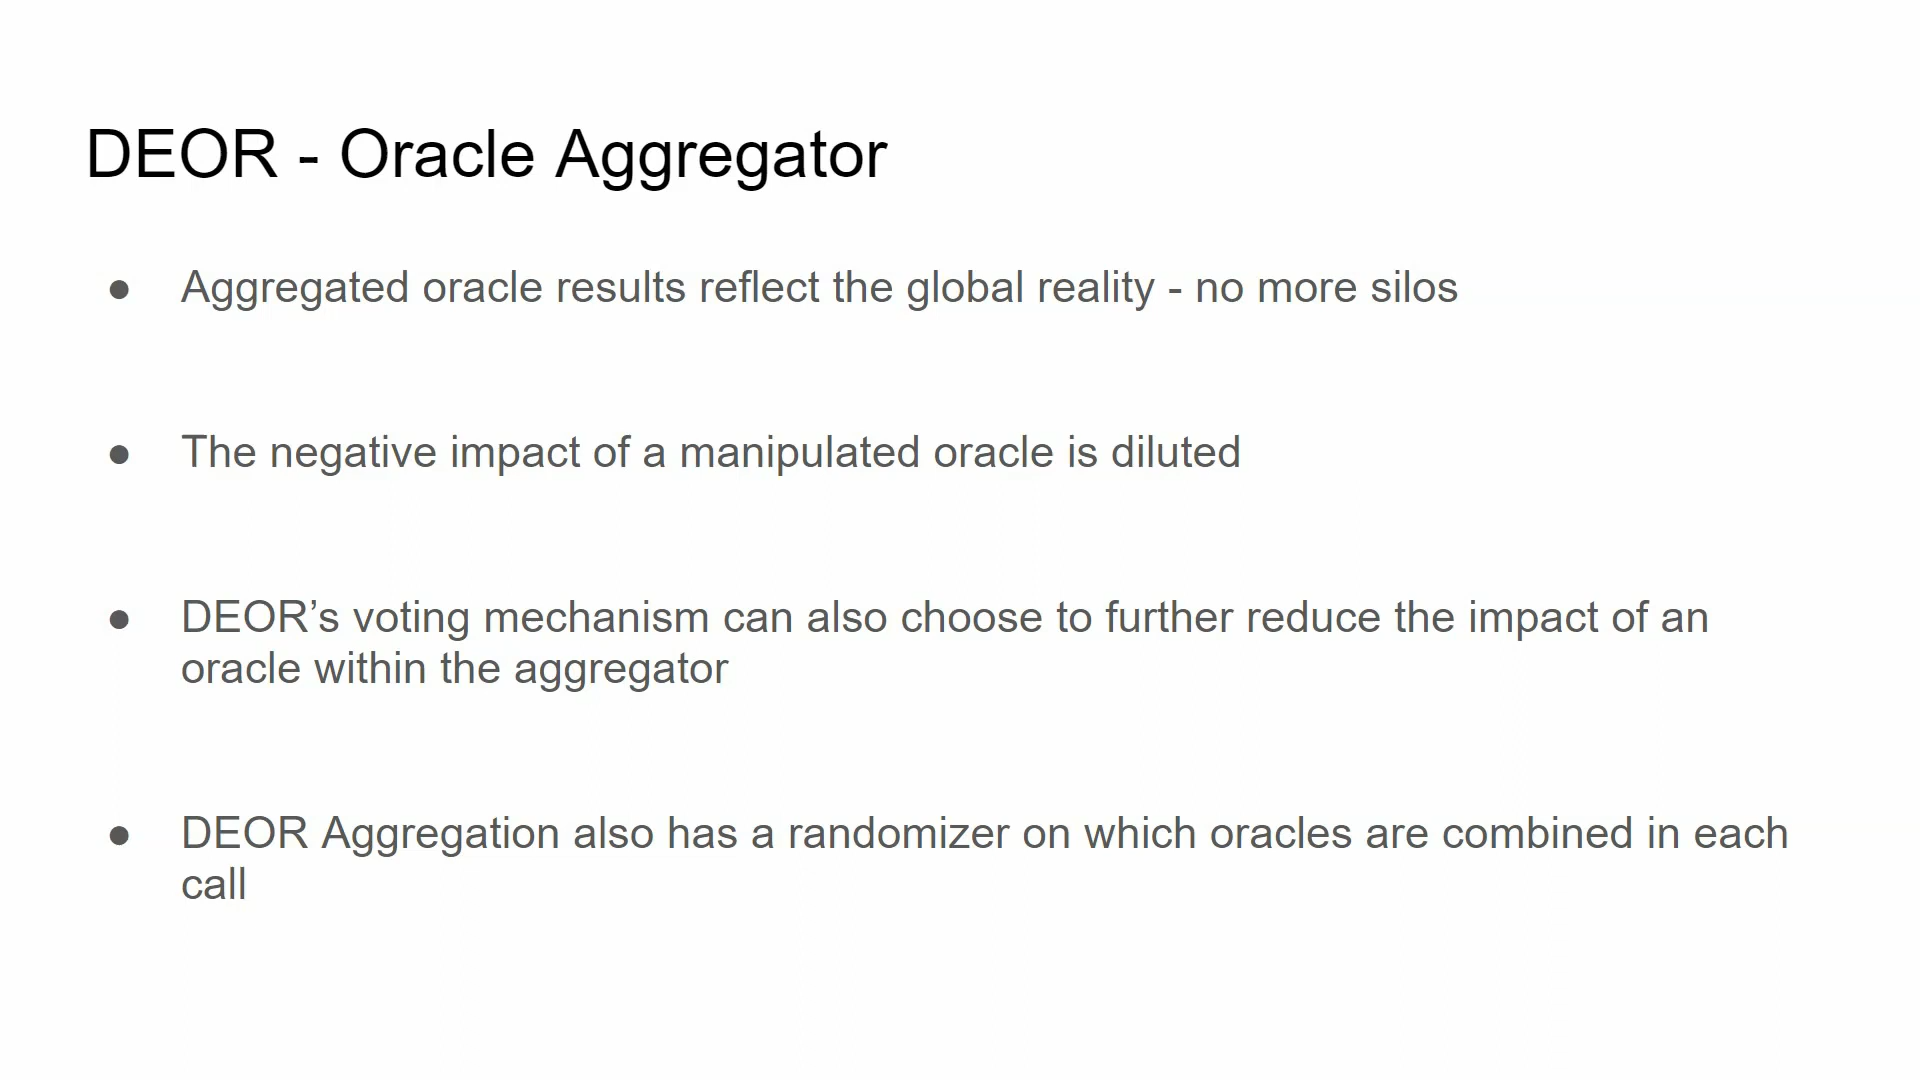 DEOR - Oracle Aggregator
● Aggregated oracle results reflect the global reality - no more silos
● The negative impact of a manipulated oracle is diluted
● DEOR’s voting mechanism can also choose to further reduce the impact of an
oracle within the aggregator
● DEOR Aggregation also has a randomizer on which oracles are combined in each
call